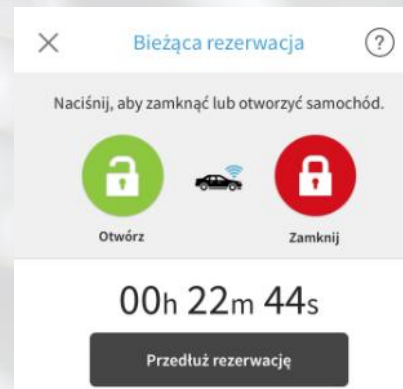 Bieżąca rezerwacja
?
Naciśnij, aby zamknąć lub otworzyć samochód.
Otwórz
Zamknij
00h 22m 44s
Przedłuż rezerwację